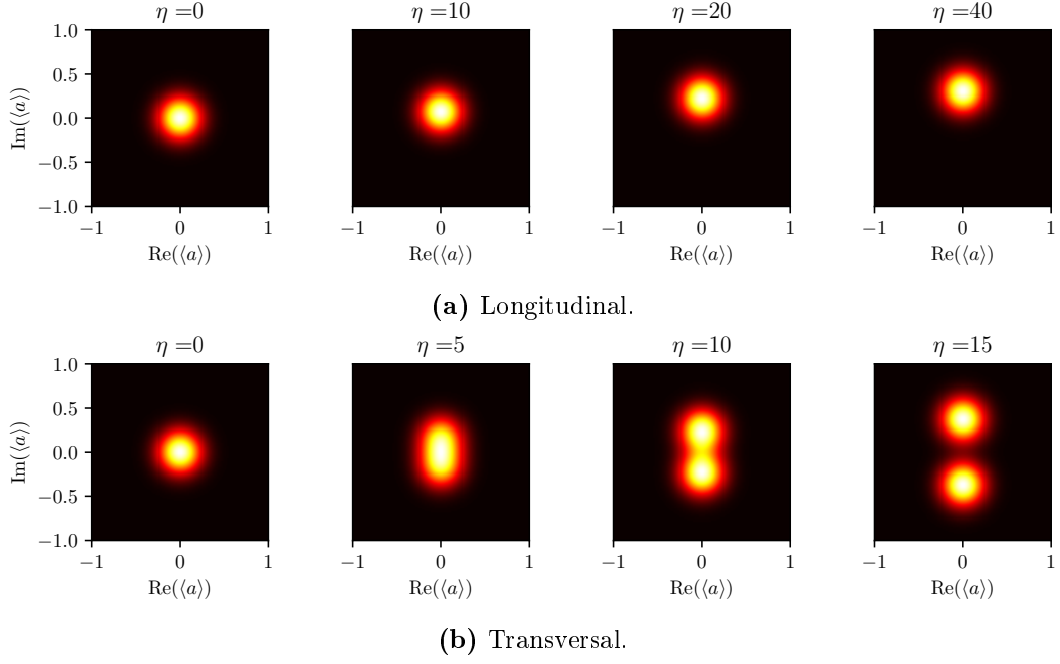 η =0 η =10 η =20 η =40
1.0
0.5
0.0
−0.5
−1.0
Im(⟨a⟩)
−1 0 1 −1 0 1 −1 0 1 −1 0 1
Re(⟨a⟩) Re(⟨a⟩) Re(⟨a⟩) Re(⟨a⟩)
(a) Longitudinal.
η =0 η =5 η =10 η =15
1.0
0.5
0.0
−0.5
−1.0
Im(⟨a⟩)
−1 0 1 −1 0 1 −1 0 1 −1 0 1
Re(⟨a⟩) Re(⟨a⟩) Re(⟨a⟩) Re(⟨a⟩)
(b) Transversal.